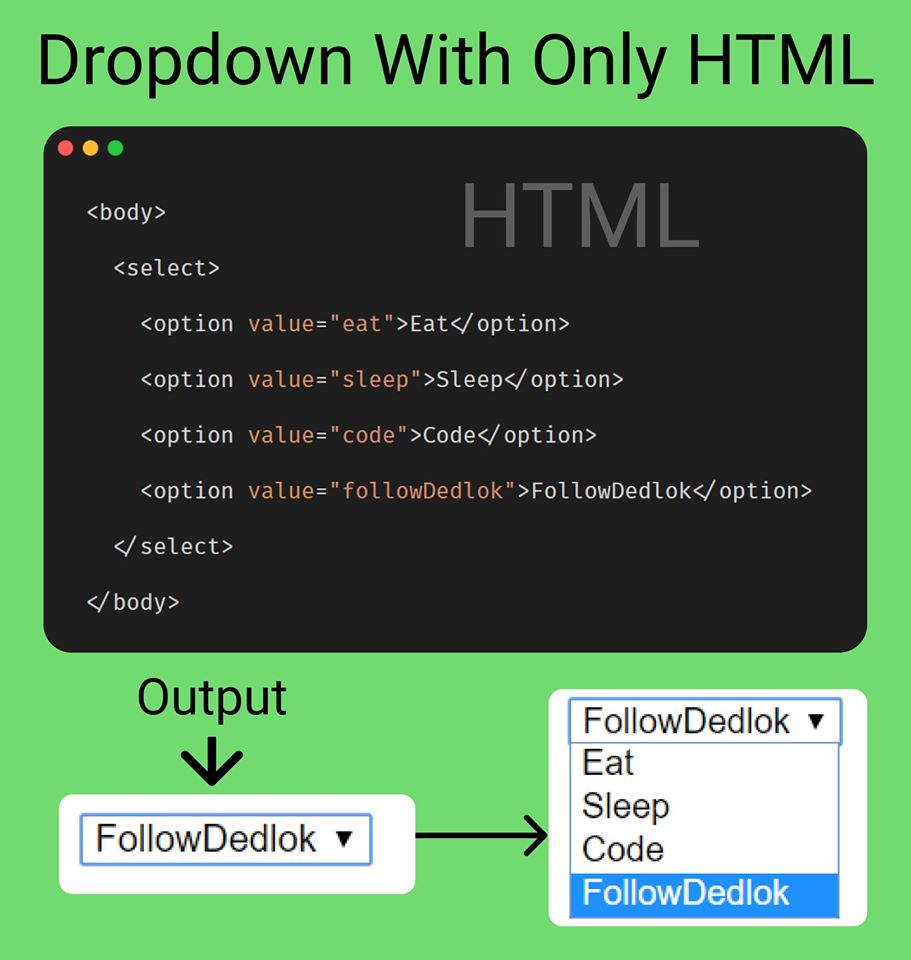 Dropdown With Only HTML
HTML
<body>
<select>
<option value="eat">Eat</option>
<option value="sleep">Sleep</option>
<option value="code">Code</option>
<option value="followDedlok">FollowDedlok</option>
</select>
</body>
Output
FollowDedlok ▼
FollowDedlok ▼
Eat
Sleep
Code
FollowDedlok